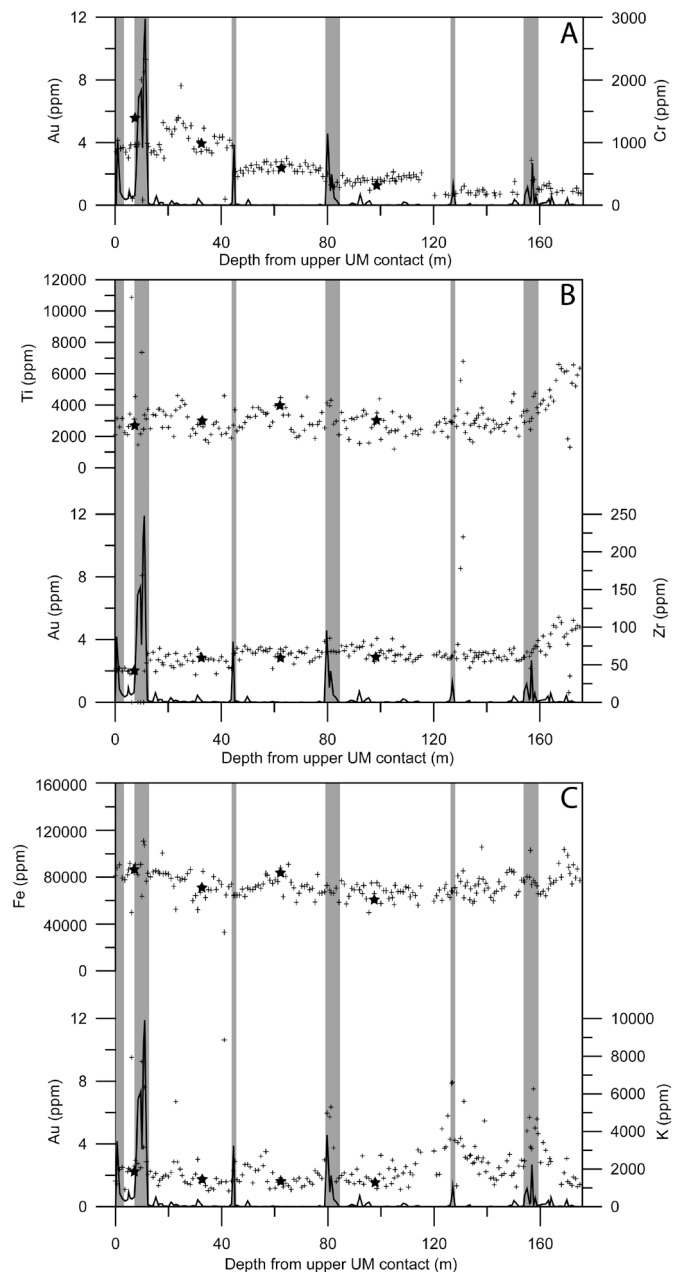 A
12
8
4
0
Au (ppm)
3000
2000
1000
0
Cr (ppm)
0 40 80 120 160
Depth from upper UM contact (m)
B
12000
10000
8000
6000
4000
2000
0
Ti (ppm)
12
8
4
0
Au (ppm)
250
200
150
100
50
0
Zr (ppm)
0 40 80 120 160
Depth from upper UM contact (m)
C
160000
120000
80000
40000
0
Fe (ppm)
12
8
4
0
Au (ppm)
10000
8000
6000
4000
2000
0
K (ppm)
0 40 80 120 160
Depth from upper UM contact (m)